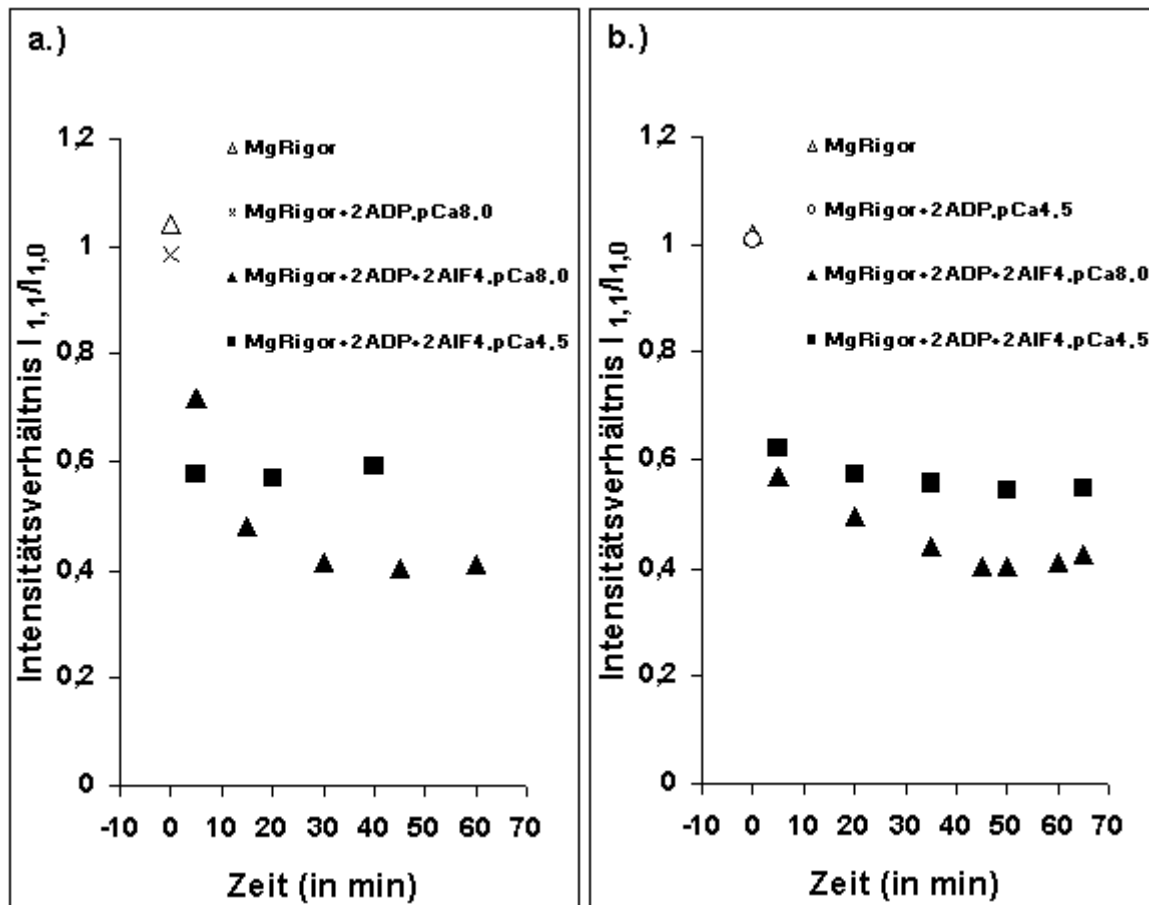 a.)
1,2
1
0,8
0,6
0,4
0,2
0
-10 0 10 20 30 40 50 60 70
Intensitätsverhältnis I1,1/I1,0
Zeit (in min)
MgRigor
MgRigor+2ADP,pCa8,0
MgRigor+2ADP+2AlF4,pCa8,0
MgRigor+2ADP+2AlF4,pCa4,5
b.)
1,2
1
0,8
0,6
0,4
0,2
0
-10 0 10 20 30 40 50 60 70
Intensitätsverhältnis I1,1/I1,0
Zeit (in min)
MgRigor
MgRigor+2ADP,pCa4,5
MgRigor+2ADP+2AlF4,pCa8,0
MgRigor+2ADP+2AlF4,pCa4,5